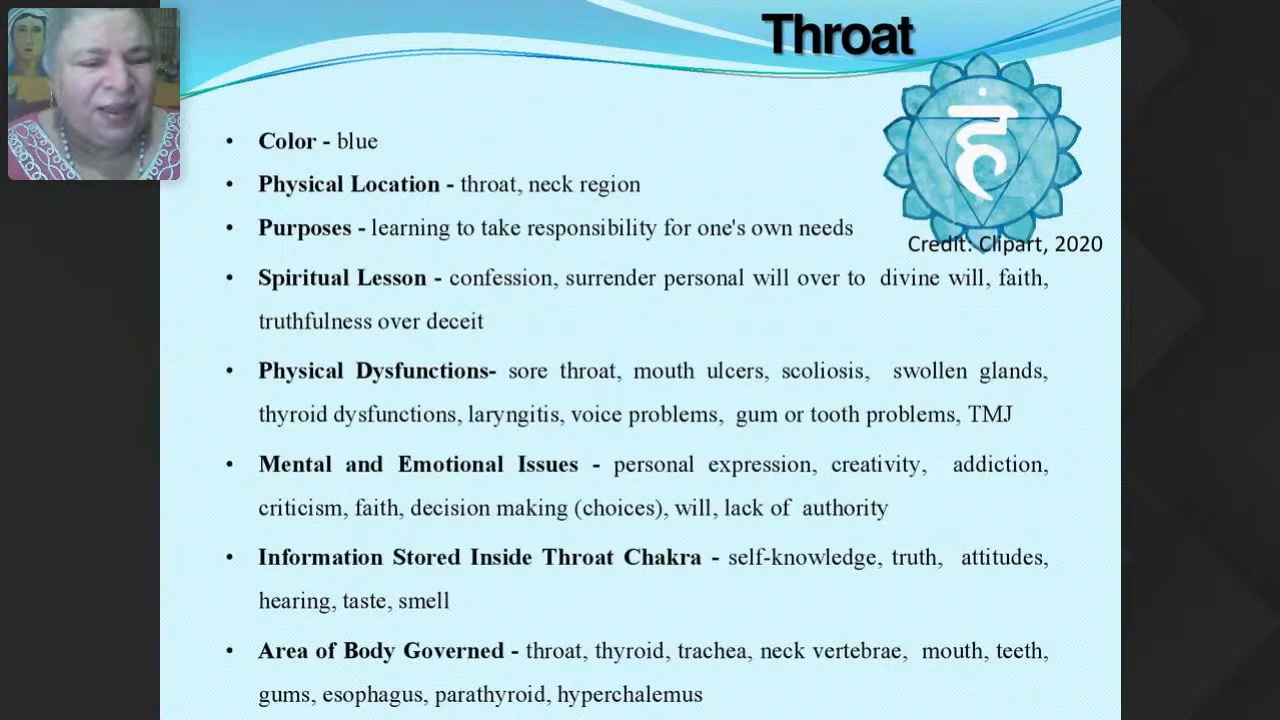 Throat
ह
• Color - blue
• Physical Location - throat, neck region
• Purposes - learning to take responsibility for one's own needs
Credit: Clipart, 2020
• Spiritual Lesson - confession, surrender personal will over to divine will, faith,
truthfulness over deceit
• Physical Dysfunctions- sore throat, mouth ulcers, scoliosis, swollen glands,
thyroid dysfunctions, laryngitis, voice problems, gum or tooth problems, TMJ
• Mental and Emotional Issues - personal expression, creativity, addiction,
criticism, faith, decision making (choices), will, lack of authority
• Information Stored Inside Throat Chakra - self-knowledge, truth, attitudes,
hearing, taste, smell
• Area of Body Governed - throat, thyroid, trachea, neck vertebrae, mouth, teeth,
gums, esophagus, parathyroid, hyperchalemus